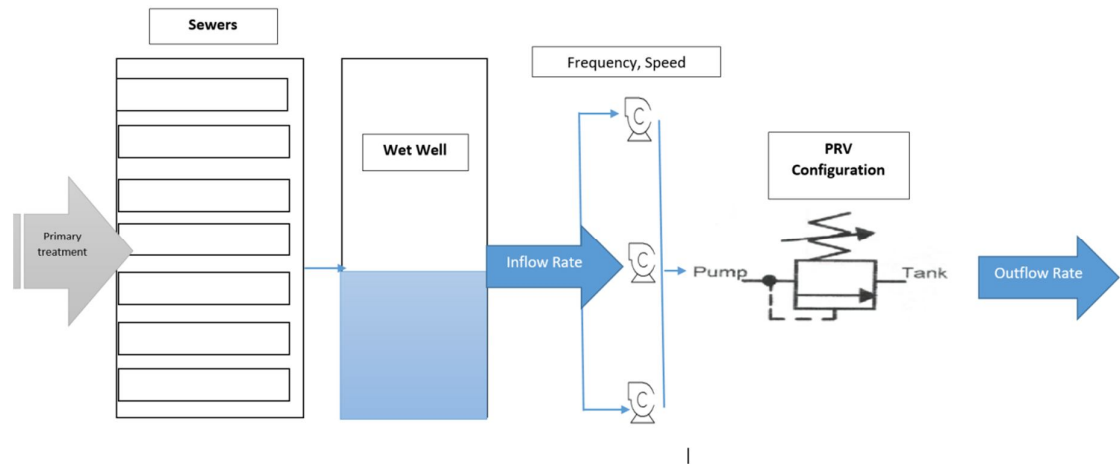 Sewers
Frequency, Speed
Wet Well
PRV
Configuration
Primary
treatment
Inflow Rate
C
C
C
Pump
Tank
Outflow Rate